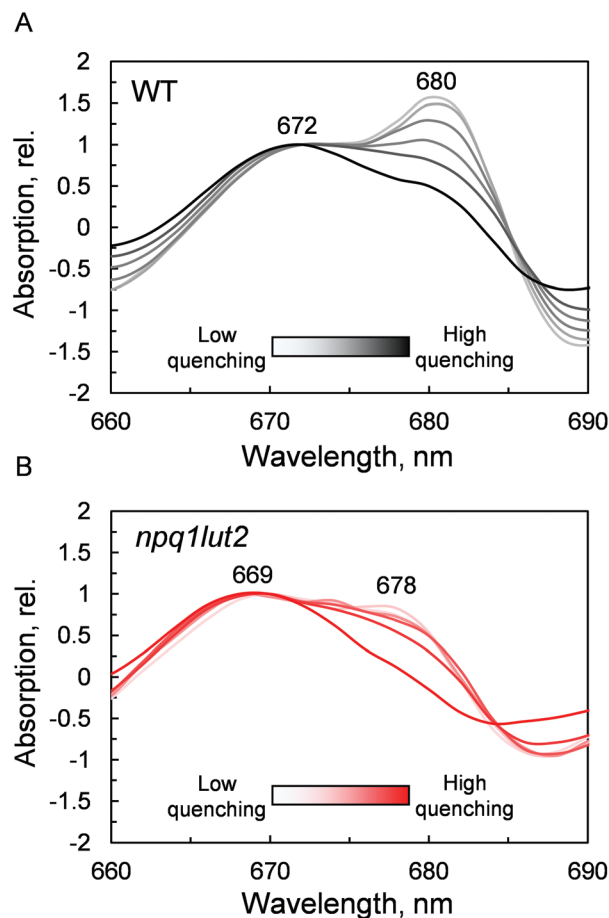 A
WT
Absorption, rel.
2
1.5
1
0.5
0
-0.5
-1
-1.5
-2
672
680
Low
quenching
High
quenching
660
670
680
690
Wavelength, nm
B
npq1lut2
Absorption, rel.
2
1.5
1
0.5
0
-0.5
-1
-1.5
-2
669
678
Low
quenching
High
quenching
660
670
680
690
Wavelength, nm